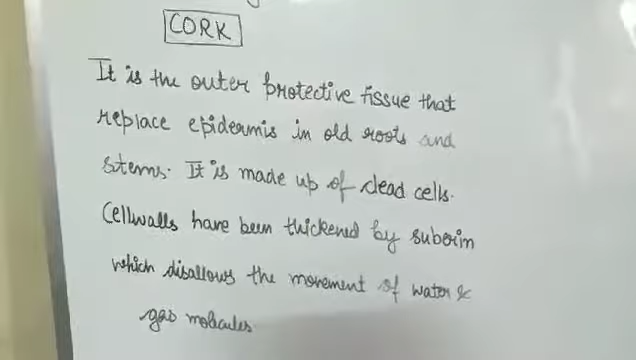 CORK
It is the outer protective tissue that
replace epidermis in old roots and
stems. It is made up of dead cells.
Cellwalls have been thickened by suberin
which disallows the movement of water &
gas molecules